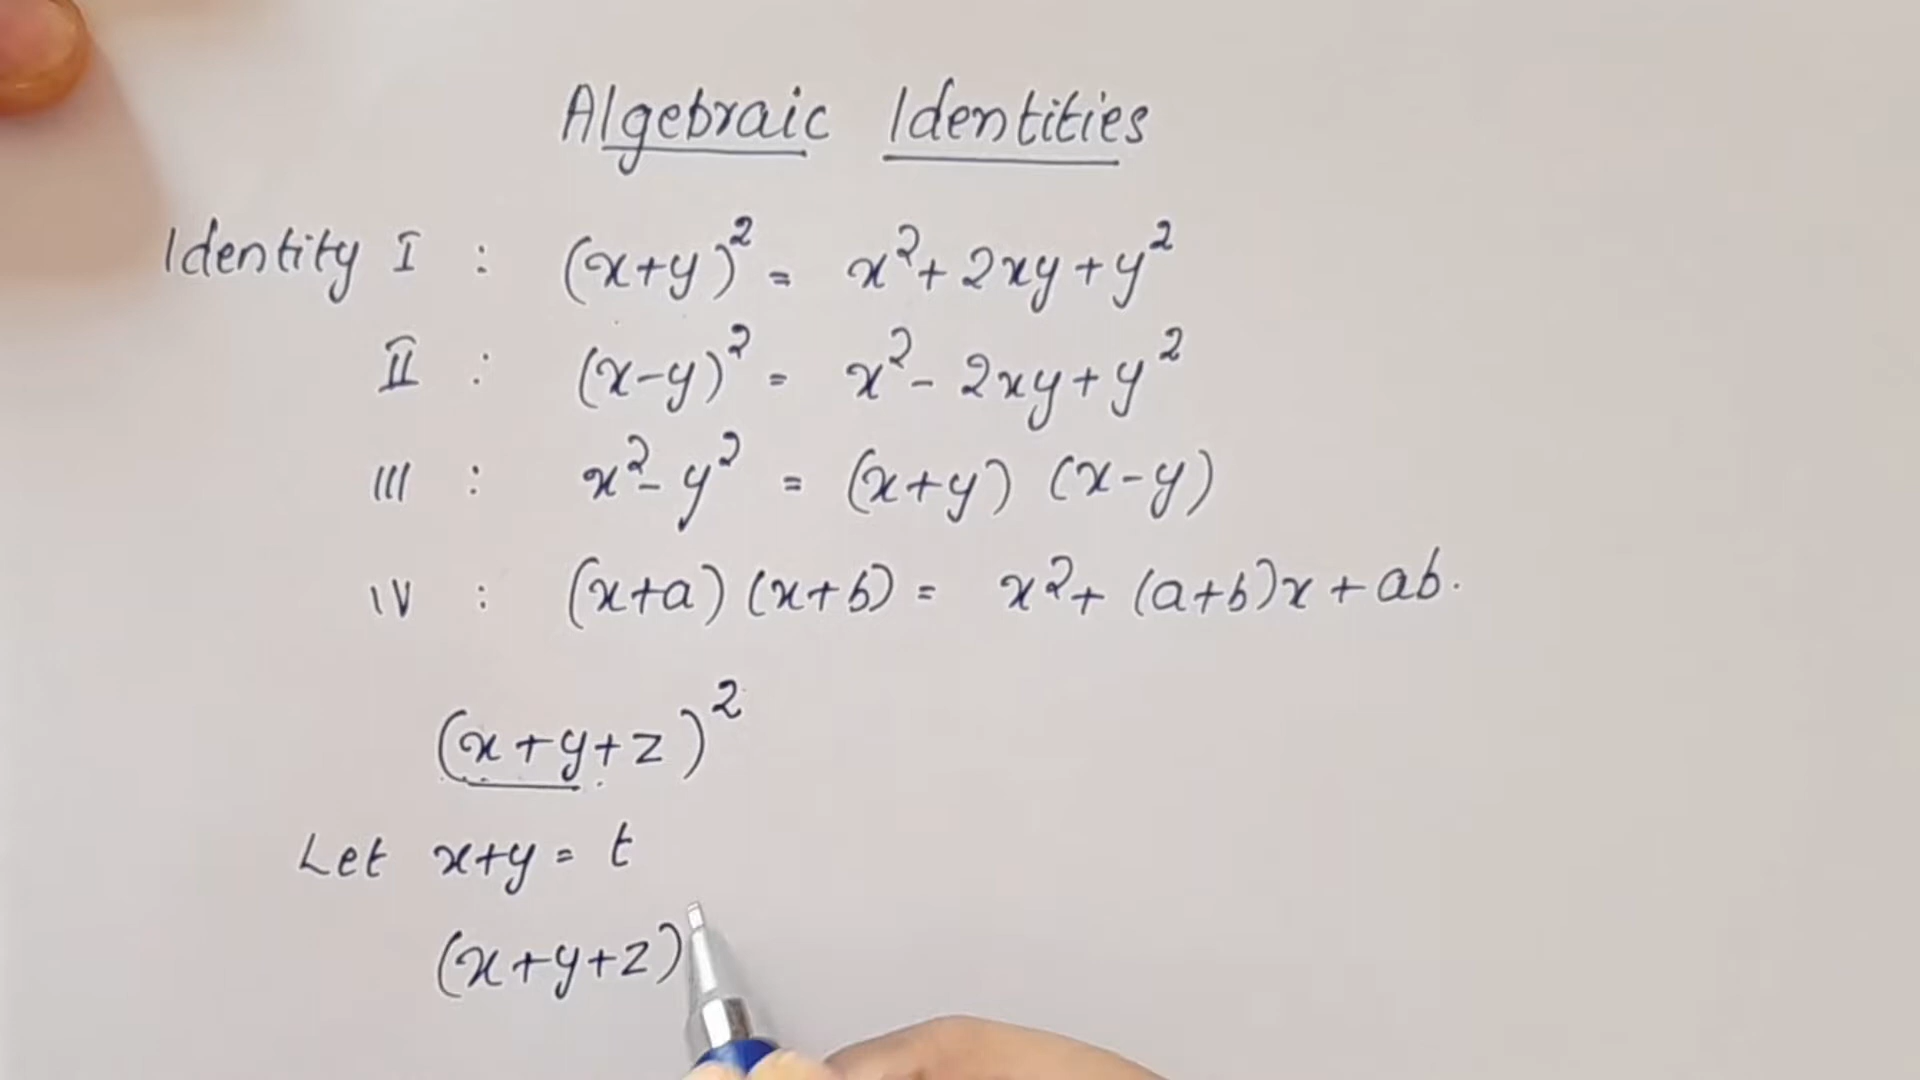 Algebraic Identities
Identity I : (x+y)² = x² + 2xy + y²
II : (x-y)² = x² - 2xy + y²
III : x² - y² = (x+y) (x-y)
IV : (x+a) (x+b) = x² + (a+b)x + ab.
(x+y+z)²
Let x+y = t
(x+y+z)